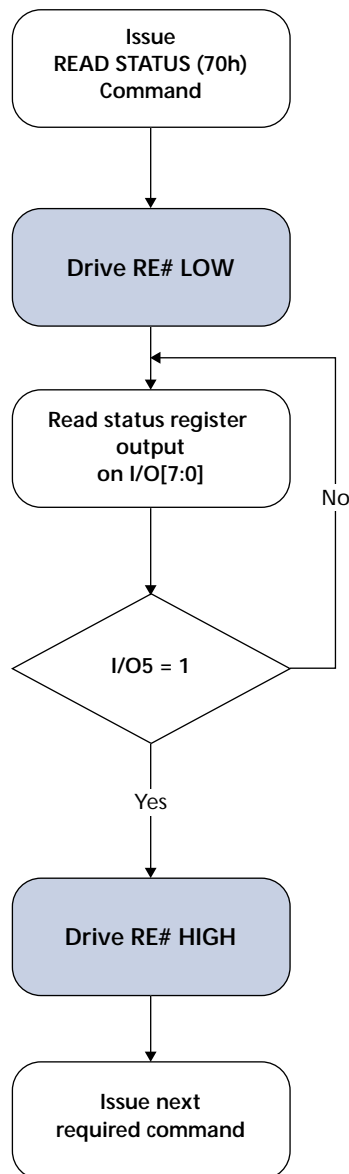 Issue
READ STATUS (70h)
Command
Drive RE# LOW
Read status register
output
on I/O[7:0]
No
I/O5 = 1
Yes
Drive RE# HIGH
Issue next
required command